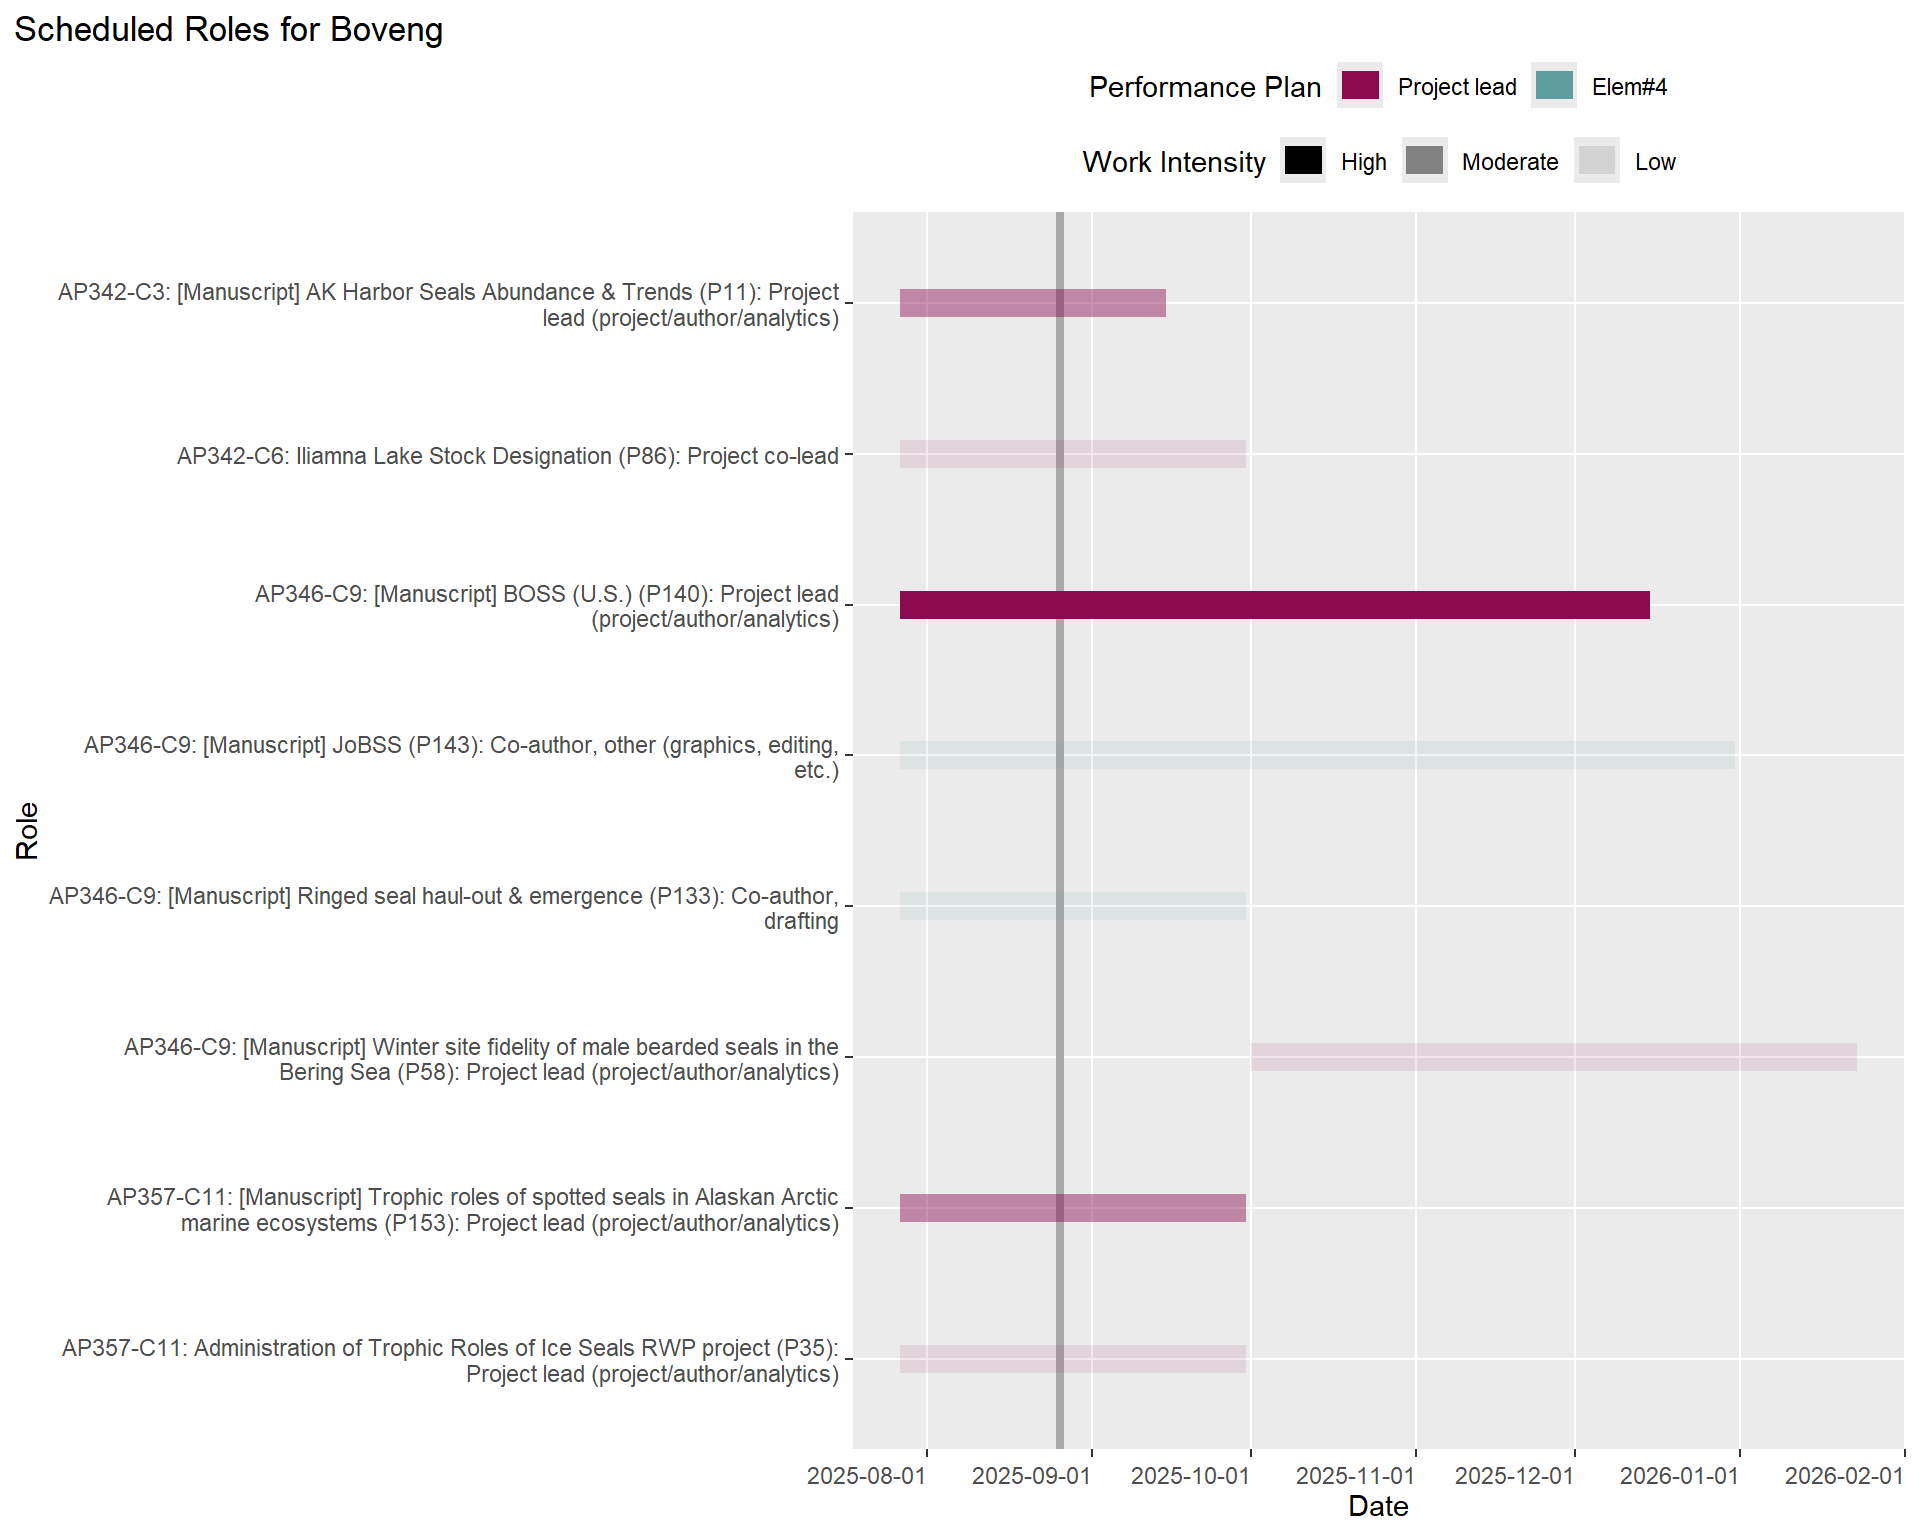 Scheduled Roles for Boveng
Performance Plan Project lead Elem#4
Work Intensity High Moderate Low
AP342-C3: [Manuscript] AK Harbor Seals Abundance & Trends (P11): Project
lead (project/author/analytics)
AP342-C6: Iliamna Lake Stock Designation (P86): Project co-lead
AP346-C9: [Manuscript] BOSS (U.S.) (P140): Project lead
(project/author/analytics)
AP346-C9: [Manuscript] JoBSS (P143): Co-author, other (graphics, editing,
etc.)
Role
AP346-C9: [Manuscript] Ringed seal haul-out & emergence (P133): Co-author,
drafting
AP346-C9: [Manuscript] Winter site fidelity of male bearded seals in the
Bering Sea (P58): Project lead (project/author/analytics)
AP357-C11: [Manuscript] Trophic roles of spotted seals in Alaskan Arctic
marine ecosystems (P153): Project lead (project/author/analytics)
AP357-C11: Administration of Trophic Roles of Ice Seals RWP project (P35):
Project lead (project/author/analytics)
2025-08-01 2025-09-01 2025-10-01 2025-11-01 2025-12-01 2026-01-01 2026-02-01
Date